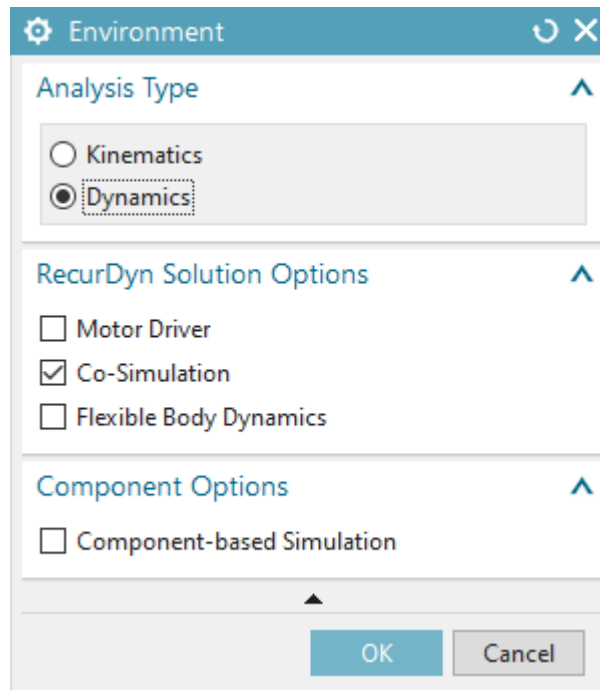 Environment
Analysis Type
Kinematics
Dynamics
RecurDyn Solution Options
Motor Driver
Co-Simulation
Flexible Body Dynamics
Component Options
Component-based Simulation
OK Cancel